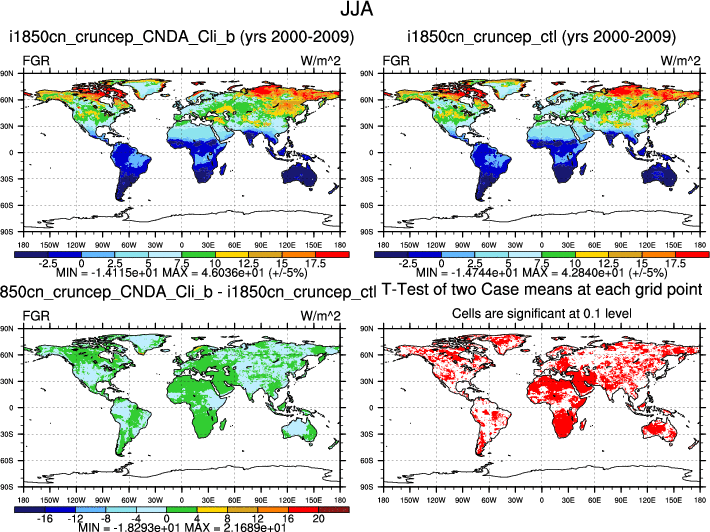 JJA
i1850cn_cruncep_CNDA_Cli_b (yrs 2000-2009)
FGR W/m^2
90N
60N
30N
0
30S
60S
90S
180 150W 120W 90W 60W 30W 0 30E 60E 90E 120E 150E 180
-2.5 0 2.5 5 7.5 10 12.5 15 17.5
MIN = -1.4115e+01 MAX = 4.6036e+01 (+/-5%)
i1850cn_cruncep_ctl (yrs 2000-2009)
FGR W/m^2
90N
60N
30N
0
30S
60S
90S
180 150W 120W 90W 60W 30W 0 30E 60E 90E 120E 150E 180
-2.5 0 2.5 5 7.5 10 12.5 15 17.5
MIN = -1.4744e+01 MAX = 4.2840e+01 (+/-5%)
850cn_cruncep_CNDA_Cli_b - i1850cn_cruncep_ctl
FGR W/m^2
90N
60N
30N
0
30S
60S
90S
180 150W 120W 90W 60W 30W 0 30E 60E 90E 120E 150E 180
-16 -12 -8 -4 0 4 8 12 16 20
MIN = -1.8293e+01 MAX = 2.1689e+01
T-Test of two Case means at each grid point
Cells are significant at 0.1 level
90N
60N
30N
0
30S
60S
90S
180 150W 120W 90W 60W 30W 0 30E 60E 90E 120E 150E 180